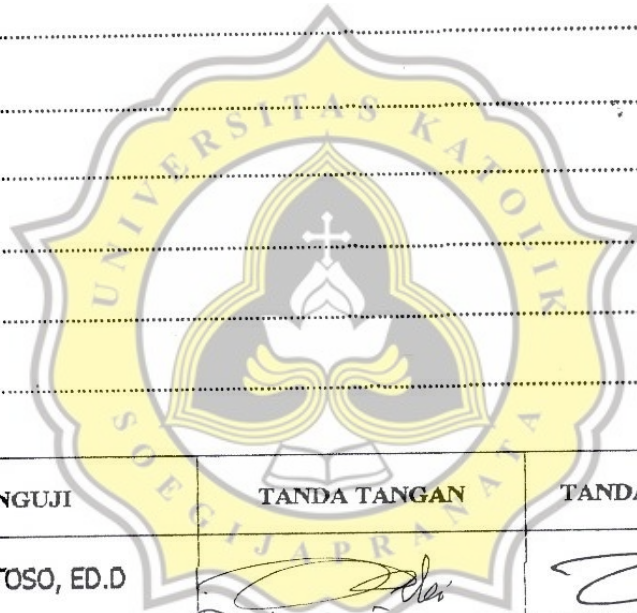 UNIVERSITAS KATOLIK
SOEGIJAPRANATA
NGUJI TANDA TANGAN TANDA
TOSO, ED.D